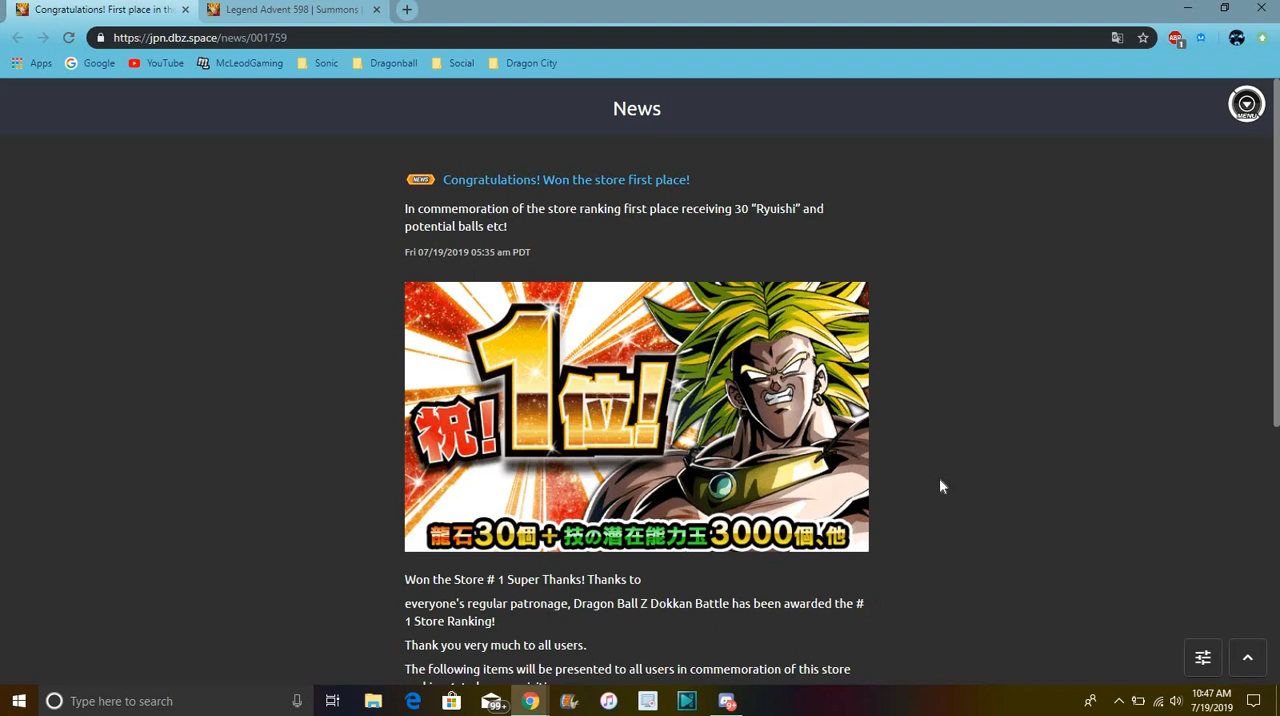 Congratulations! First place in th
Legend Advent 598 | Summons |
https://jpn.dbz.space/news/001759
ABP
1
Apps
Google
YouTube
McLeodGaming
Sonic
Dragonball
Social
Dragon City
News
MENU
NEWS
Congratulations! Won the store first place!
In commemoration of the store ranking first place receiving 30 “Ryuishi” and
potential balls etc!
Fri 07/19/2019 05:35 am PDT
祝!1位!
龍石30個+技の潜在能力玉3000個、他
Won the Store # 1 Super Thanks! Thanks to
everyone's regular patronage, Dragon Ball Z Dokkan Battle has been awarded the #
1 Store Ranking!
Thank you very much to all users.
The following items will be presented to all users in commemoration of this store
Type here to search
99+
9+
10:47 AM
7/19/2019